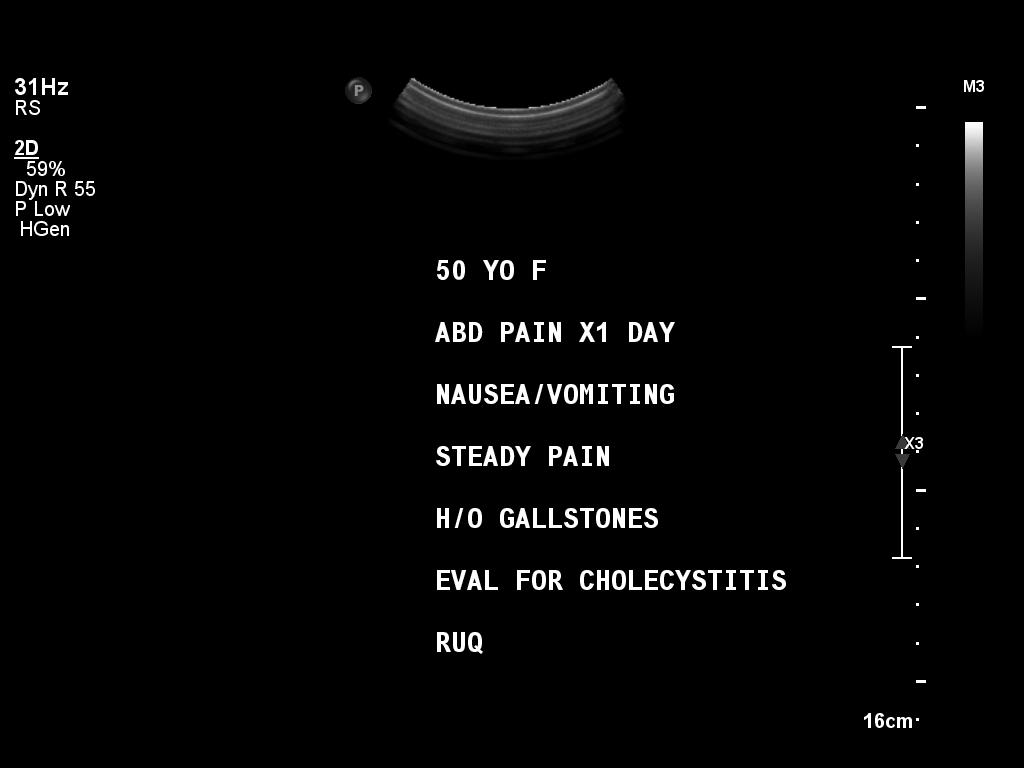 31Hz
RS
P
M3
2D
59%
Dyn R 55
P Low
HGen
50 YO F
ABD PAIN X1 DAY
NAUSEA/VOMITING
STEADY PAIN
X3
H/O GALLSTONES
EVAL FOR CHOLECYSTITIS
RUQ
16cm